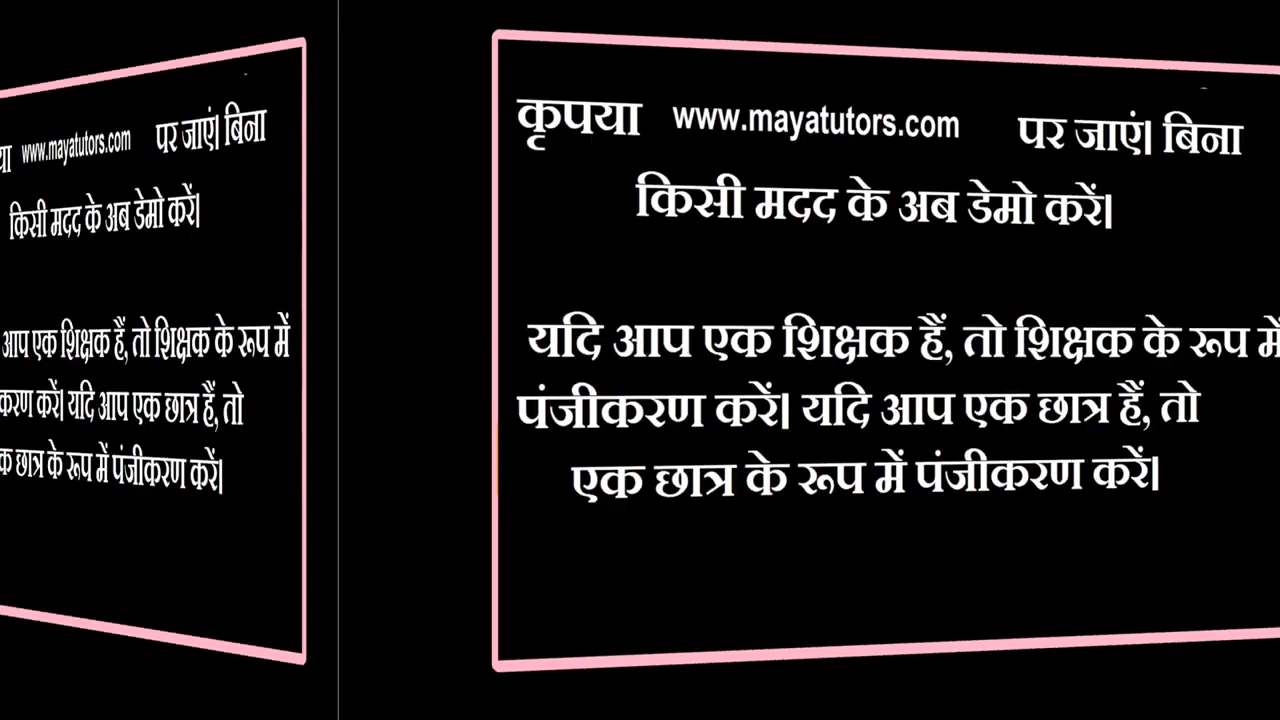 या www.mayatutors.com पर जाएं। बिना
किसी मदद के अब डेमो करें।
आप एक शिक्षक हैं, तो शिक्षक के रूप में
करण करें। यदि आप एक छात्र हैं, तो
क छात्र के रूप में पंजीकरण करें।
कृपया www.mayatutors.com पर जाएं। बिना
किसी मदद के अब डेमो करें।
यदि आप एक शिक्षक हैं, तो शिक्षक के रूप में
पंजीकरण करें। यदि आप एक छात्र हैं, तो
एक छात्र के रूप में पंजीकरण करें।